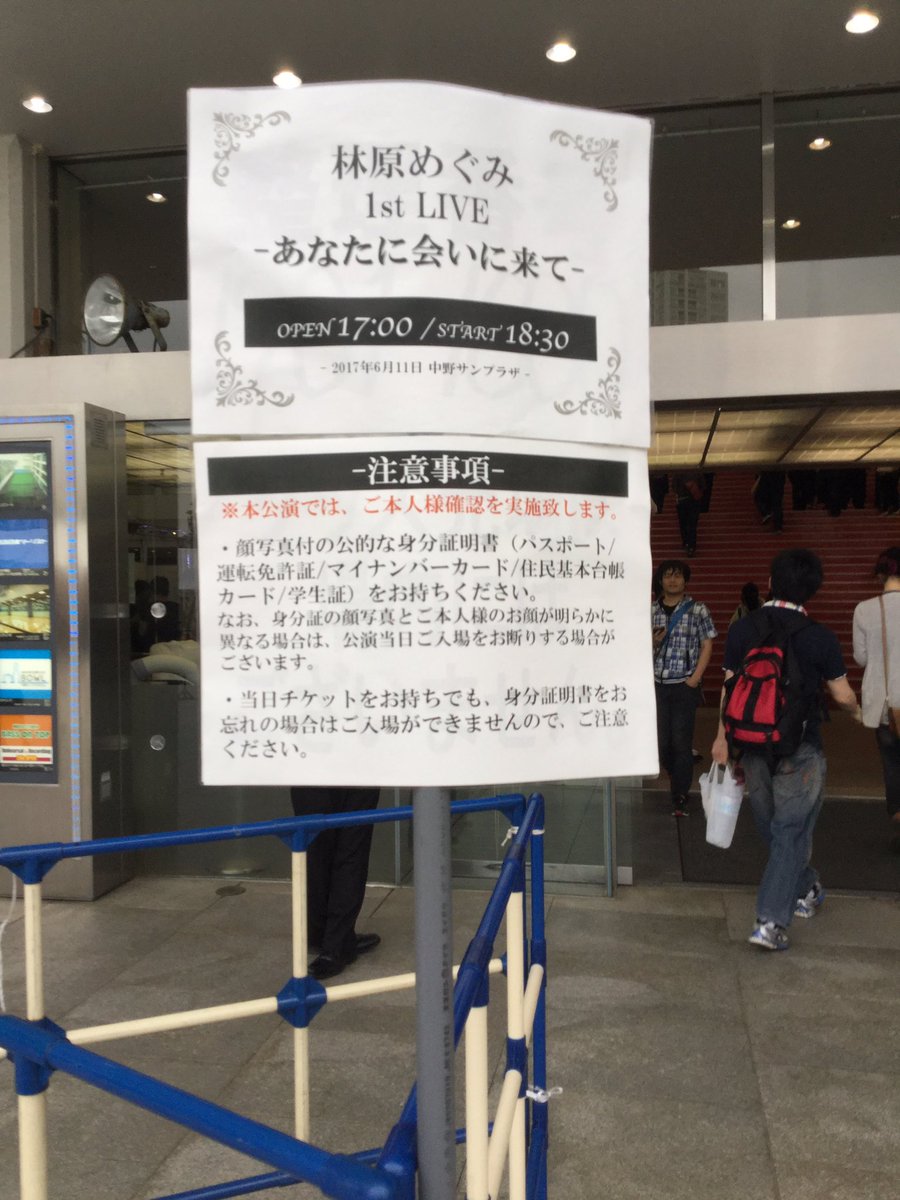 林原めぐみ
1st LIVE
-あなたに会いに来て-
OPEN 17:00 / START 18:30
- 2017年6月11日 中野サンプラザ -
-注意事項-
※本公演では、ご本人様確認を実施致します。
・顔写真付の公的な身分証明書（パスポート/
運転免許証/マイナンバーカード/住民基本台帳
カード/学生証）をお持ちください。
なお、身分証の顔写真とご本人様のお顔が明らかに
異なる場合は、公演当日ご入場をお断りする場合が
ございます。
・当日チケットをお持ちでも、身分証明書をお
忘れの場合はご入場ができませんので、ご注意
ください。